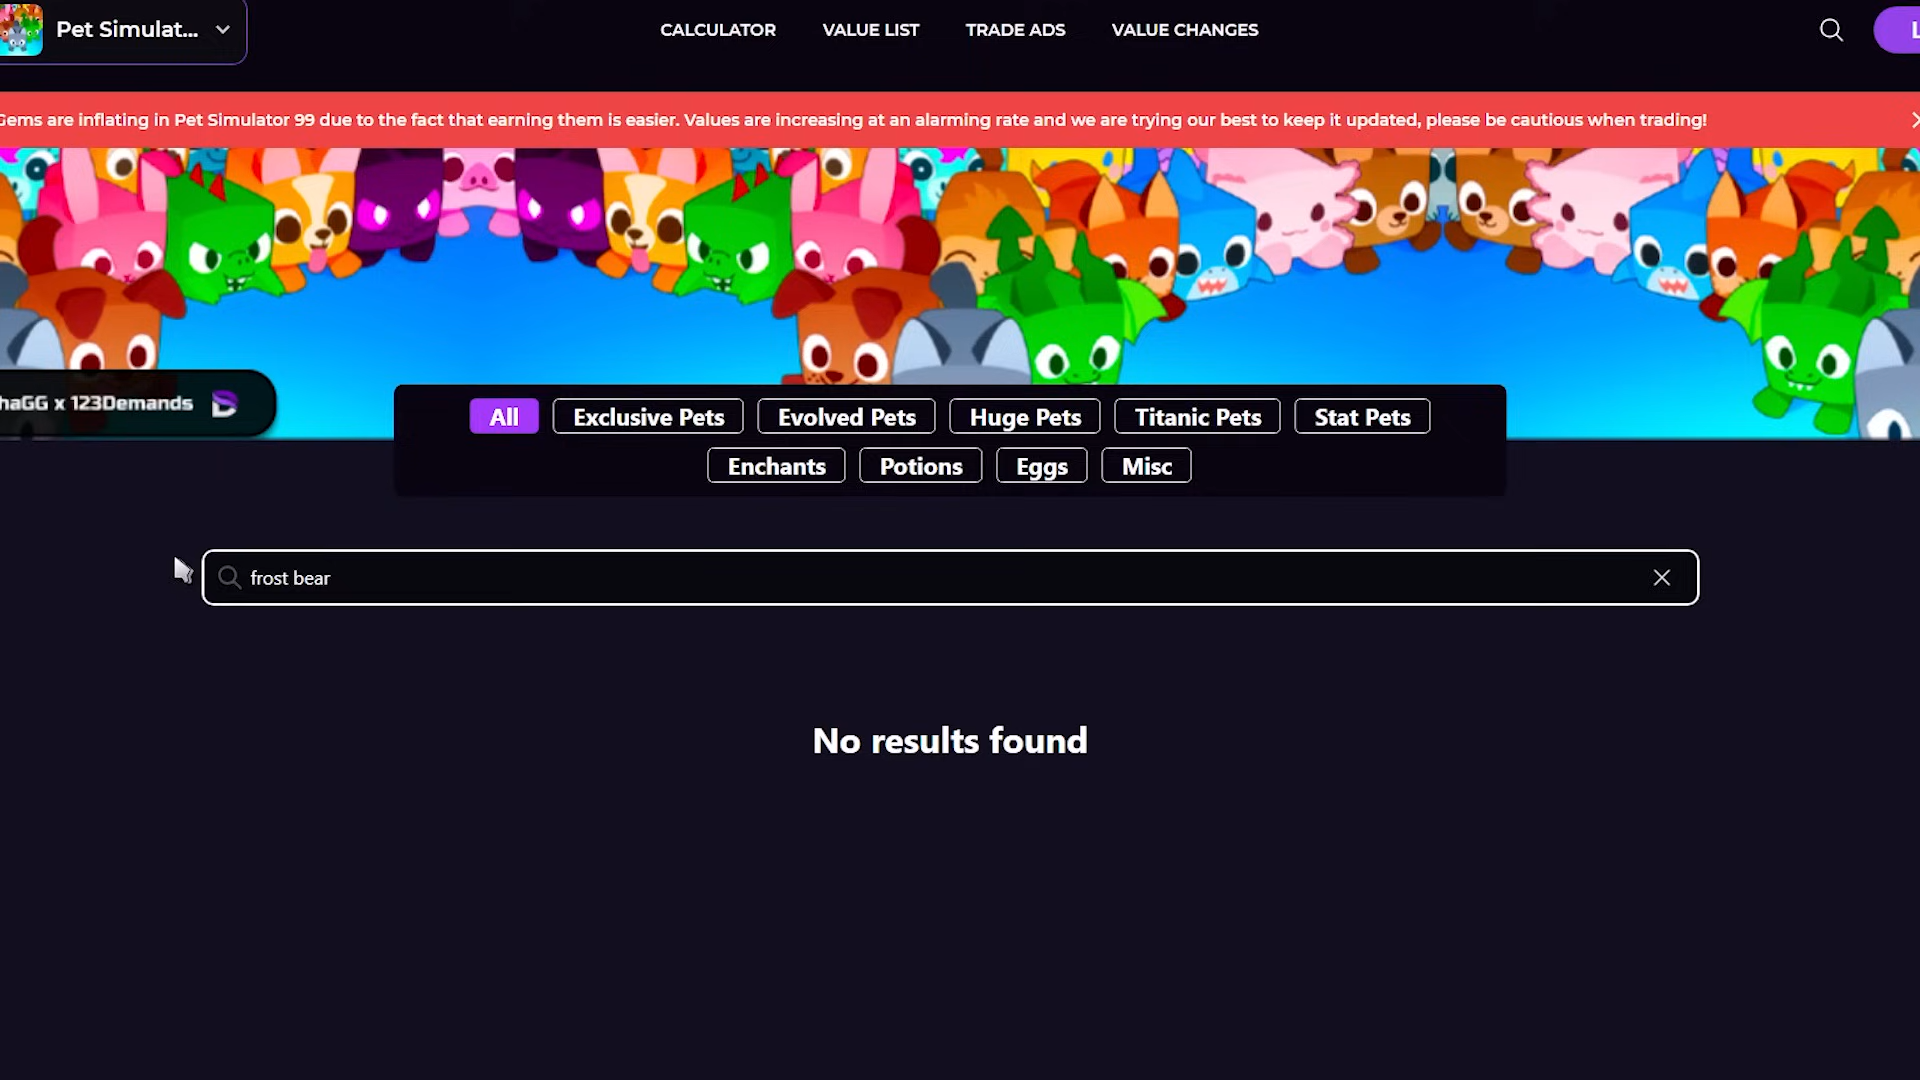 Pet Simulat...
CALCULATOR
VALUE LIST
TRADE ADS
VALUE CHANGES
L
Gems are inflating in Pet Simulator 99 due to the fact that earning them is easier. Values are increasing at an alarming rate and we are trying our best to keep it updated, please be cautious when trading!
haGG x 123Demands
All
Exclusive Pets
Evolved Pets
Huge Pets
Titanic Pets
Stat Pets
Enchants
Potions
Eggs
Misc
frost bear
No results found